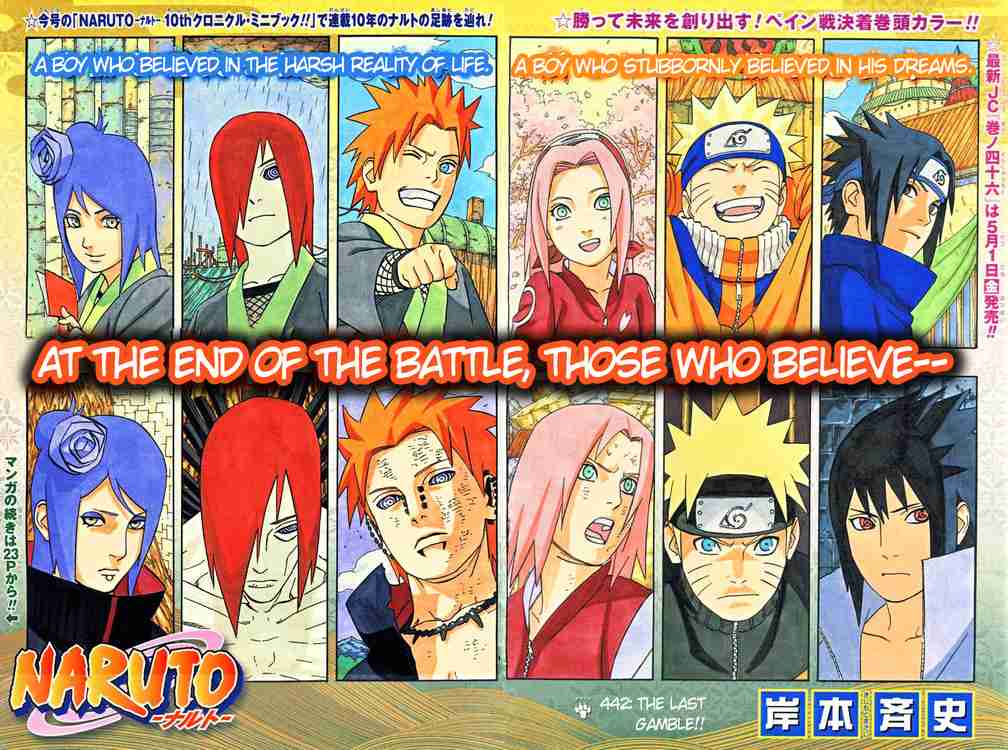 ☆今号の「NARUTO-ナルト- 10thクロニクル・ミニブック!!」で連載10年のナルトの足跡を辿れ!
☆勝って未来を創り出す!ペイン戦決着巻頭カラー!!
A BOY WHO BELIEVED IN THE HARSH REALITY OF LIFE.
A BOY WHO STUBBORNLY BELIEVED IN HIS DREAMS.
☆最新JC「巻ノ四十六」は5月1日金発売!!
AT THE END OF THE BATTLE, THOSE WHO BELIEVE--
マンガの続きは23Pから!!
NARUTO
-ナルト-
442: THE LAST
GAMBLE!!
岸本斉史